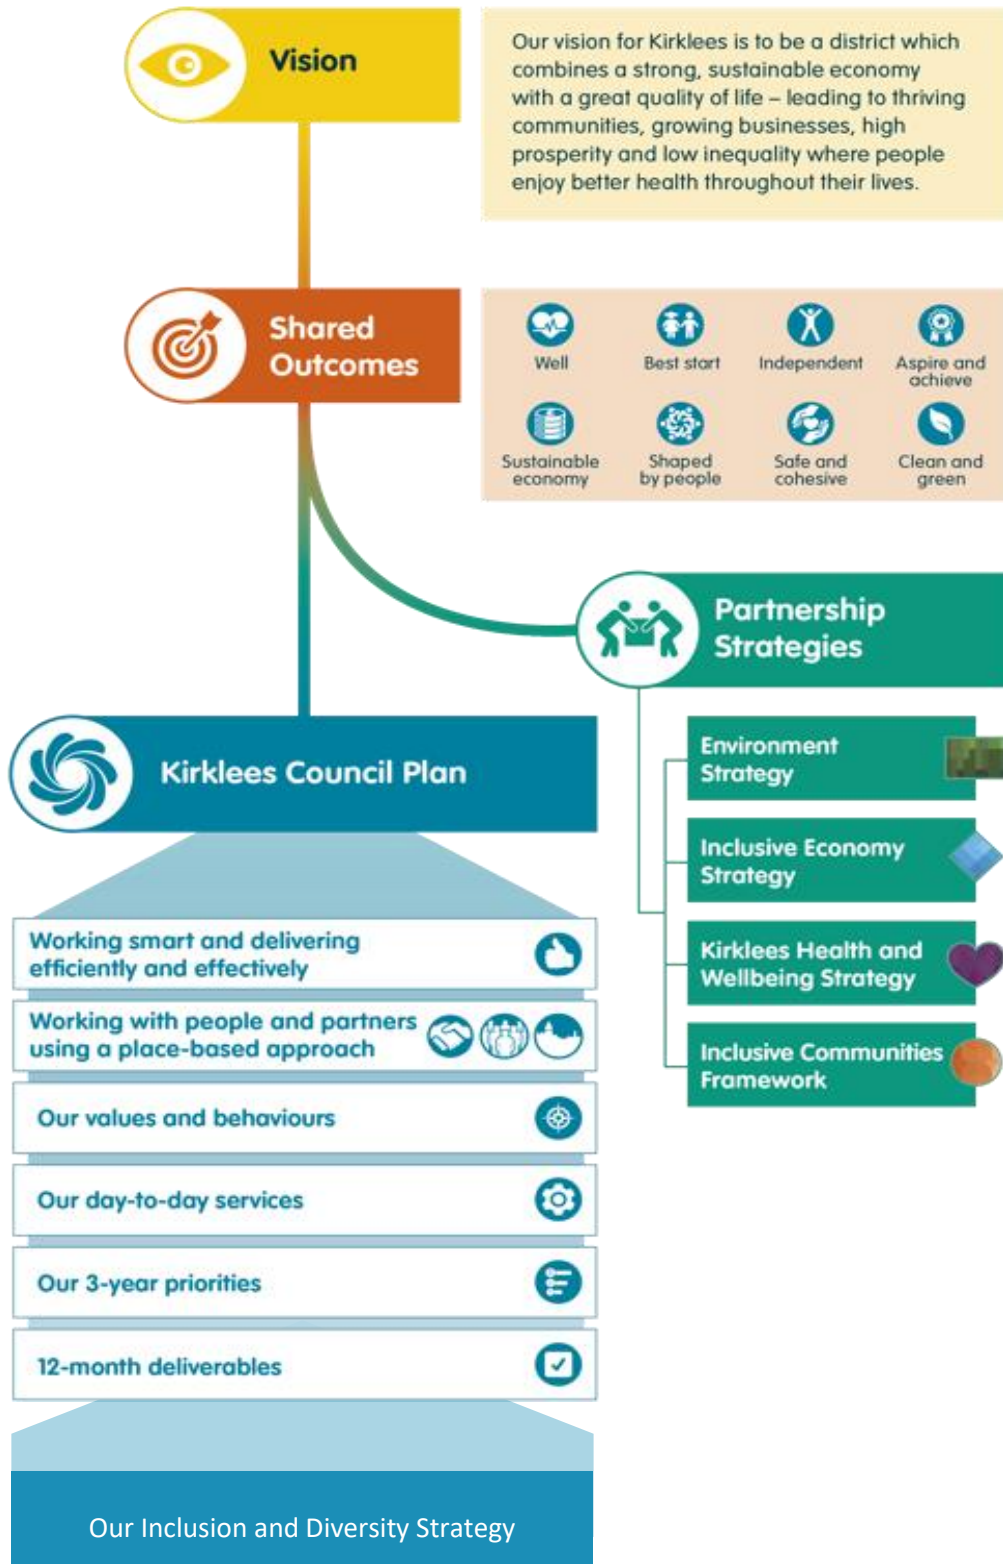 Vision
Our vision for Kirklees is to be a district which
combines a strong, sustainable economy
with a great quality of life – leading to thriving
communities, growing businesses, high
prosperity and low inequality where people
enjoy better health throughout their lives.
Shared
Outcomes
Well
Best start
Independent
Aspire and
achieve
Sustainable
economy
Shaped
by people
Safe and
cohesive
Clean and
green
Partnership
Strategies
Environment
Strategy
Inclusive Economy
Strategy
Kirklees Health and
Wellbeing Strategy
Inclusive Communities
Framework
Kirklees Council Plan
Working smart and delivering
efficiently and effectively
Working with people and partners
using a place-based approach
Our values and behaviours
Our day-to-day services
Our 3-year priorities
12-month deliverables
Our Inclusion and Diversity Strategy